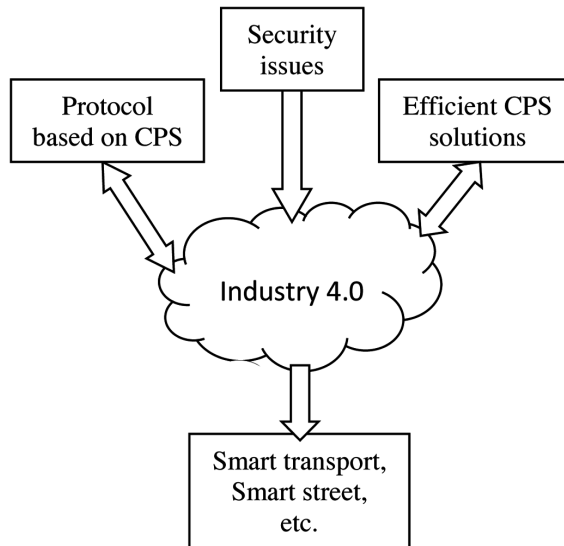 Security
issues
Protocol
based on CPS
Efficient CPS
solutions
Industry 4.0
Smart transport,
Smart street,
etc.